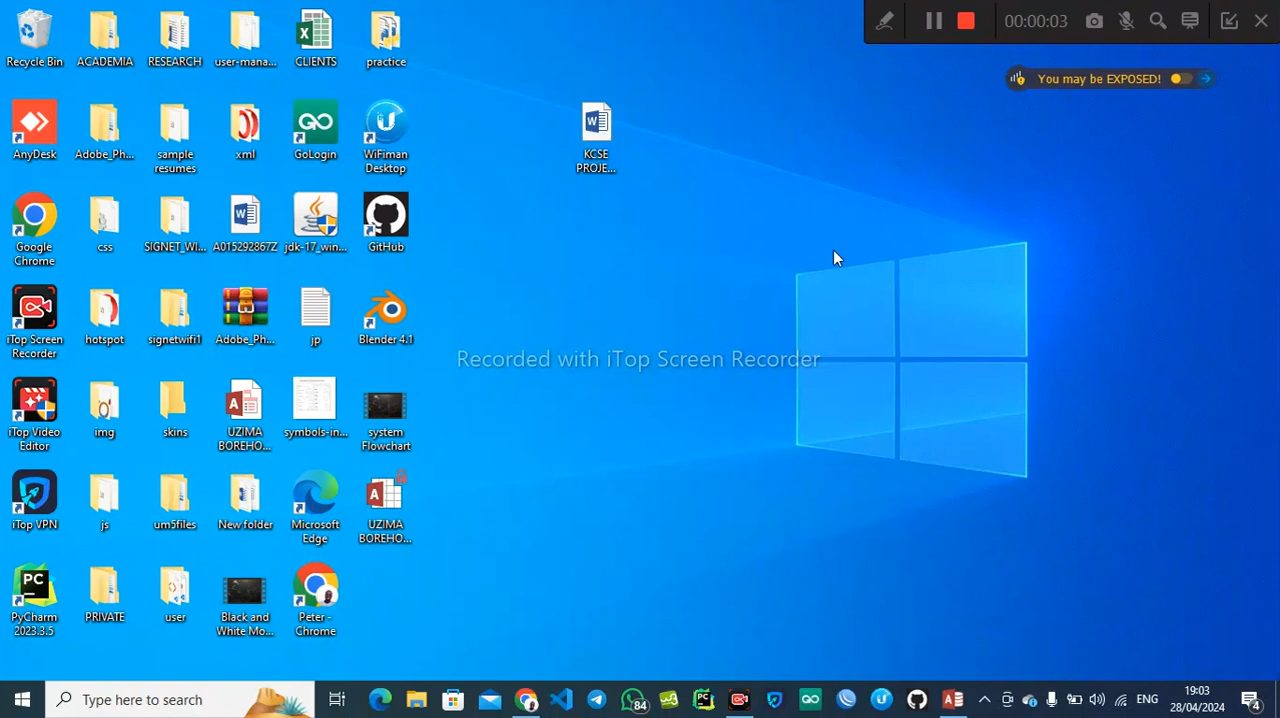 00:00:03
You may be EXPOSED!
Recycle Bin
ACADEMIA
RESEARCH
user-mana...
CLIENTS
practice
AnyDesk
Adobe_Ph...
sample
resumes
xml
GoLogin
WiFiman
Desktop
KCSE
PROJE...
Google
Chrome
css
SIGNET_WI...
A015292867Z
jdk-17_win...
GitHub
iTop Screen
Recorder
hotspot
signetwifi1
Adobe_Ph...
jp
Blender 4.1
Recorded with iTop Screen Recorder
iTop Video
Editor
img
skins
UZIMA
BOREHO...
symbols-in...
system
Flowchart
iTop VPN
js
um5files
New folder
Microsoft
Edge
UZIMA
BOREHO...
PyCharm
2023.3.5
PRIVATE
user
Black and
White Mo...
Peter -
Chrome
Type here to search
84
ENG
19:03
28/04/2024
4